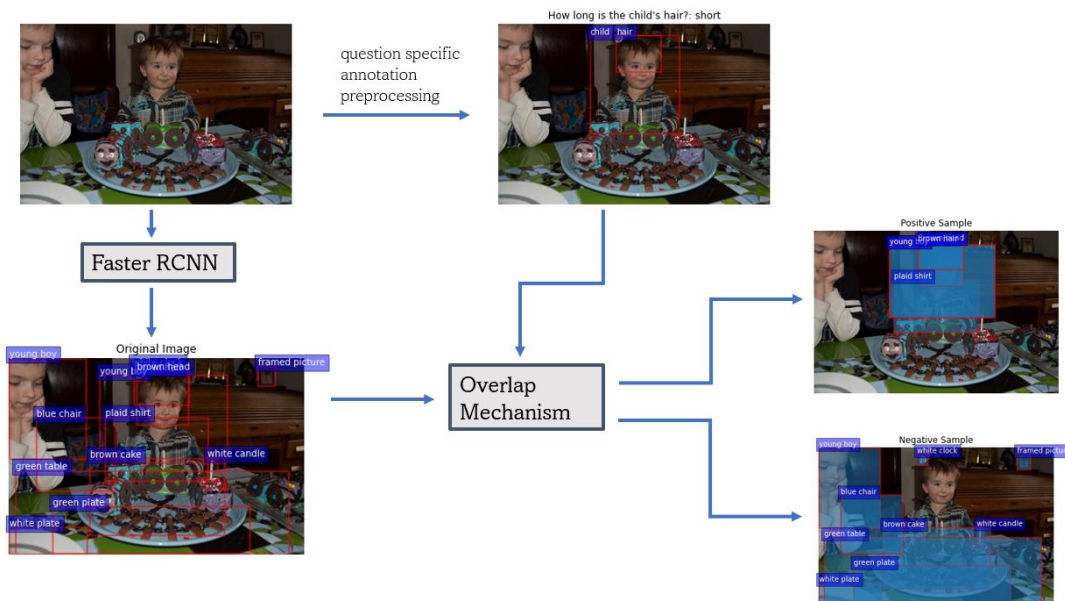 How long is the child's hair?: short
child hair
question specific
annotation
preprocessing
Faster RCNN
Positive Sample
brown hair
plaid shirt
Original Image
young boy
framed picture
brown head
young boy
blue chair
plaid shirt
brown cake
white candle
green table
green plate
white plate
Overlap
Mechanism
Negative Sample
young boy
white clock
framed picture
blue chair
brown cake
white candle
green table
green plate
white plate